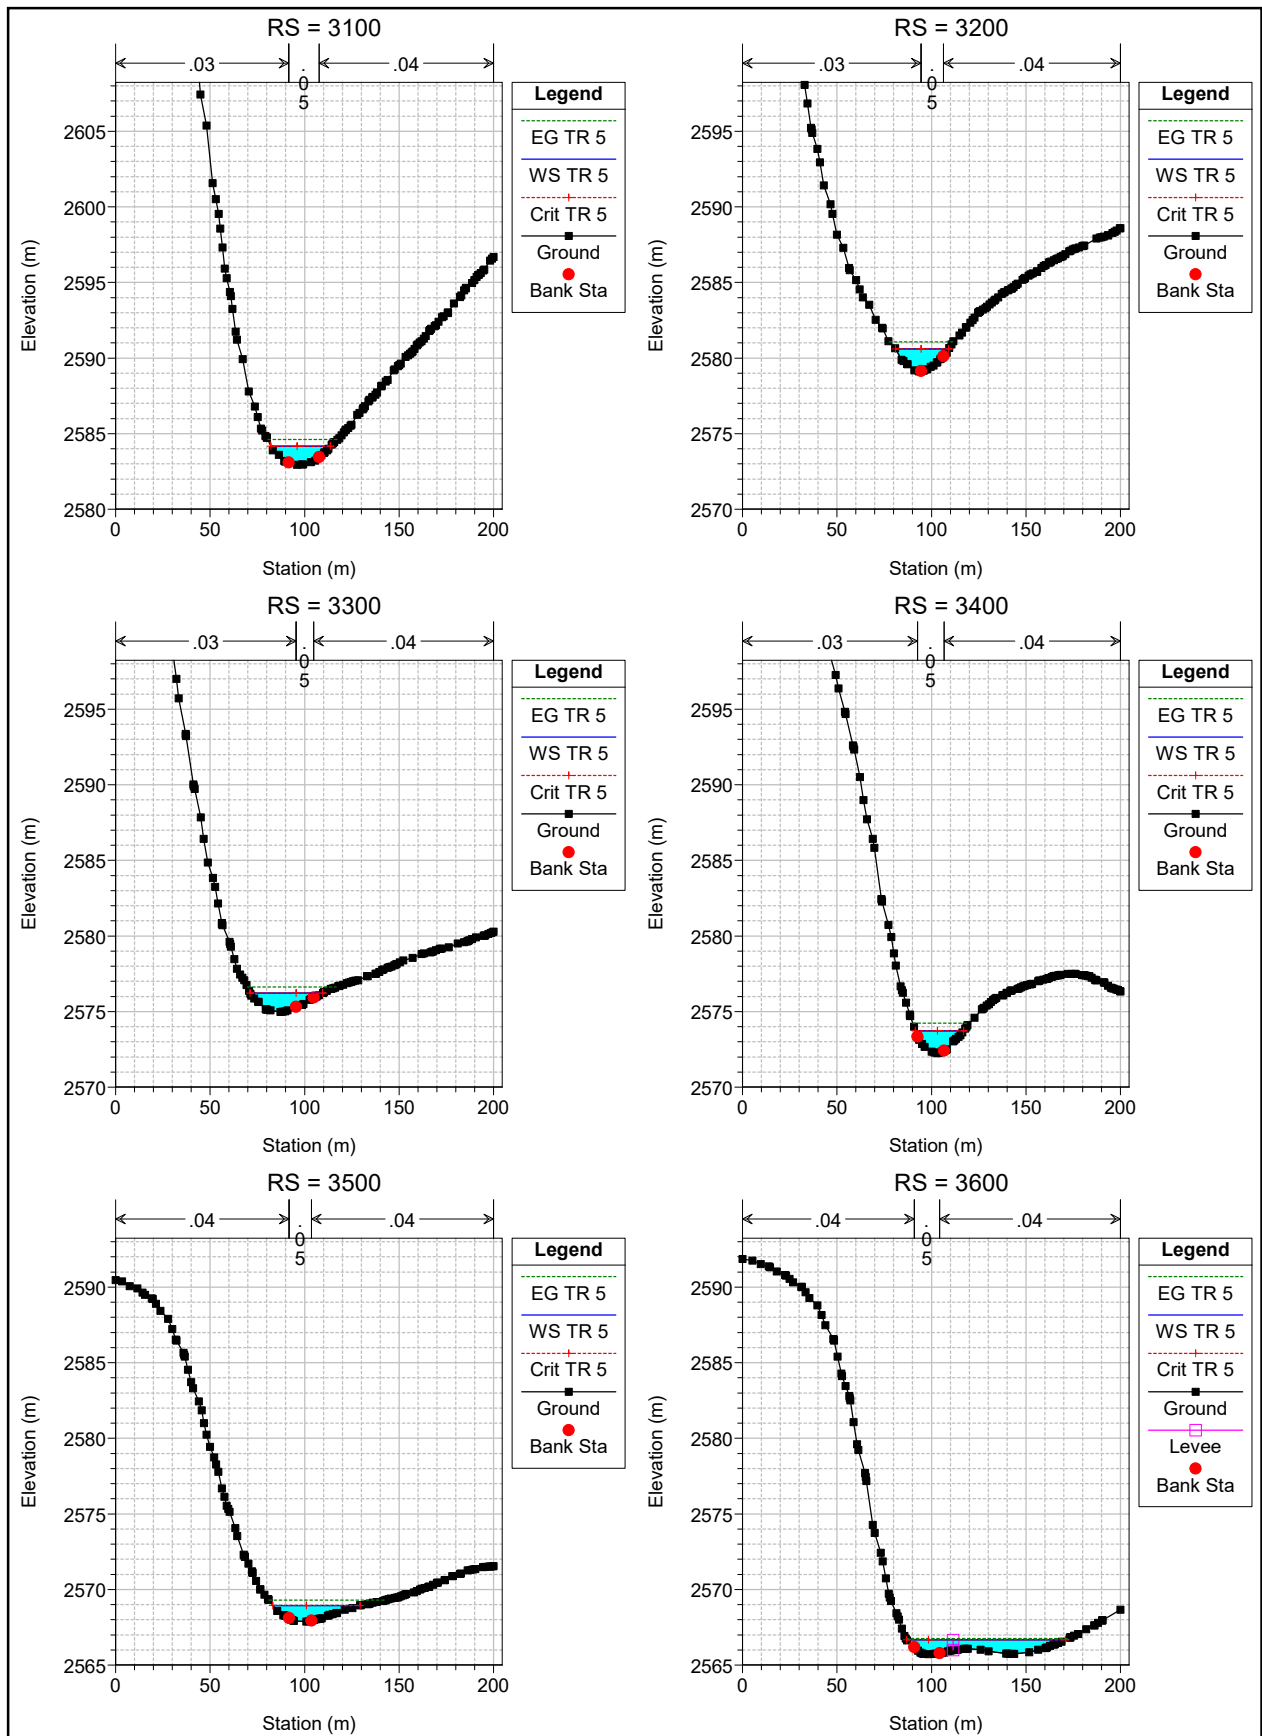 RS = 3100
.03
.
0
5
.04
Elevation (m)
2605
2600
2595
2590
2585
2580
0
50
100
150
200
Station (m)
Legend
EG TR 5
WS TR 5
Crit TR 5
Ground
Bank Sta
RS = 3200
.03
.
0
5
.04
Elevation (m)
2595
2590
2585
2580
2575
2570
0
50
100
150
200
Station (m)
Legend
EG TR 5
WS TR 5
Crit TR 5
Ground
Bank Sta
RS = 3300
.03
.
0
5
.04
Elevation (m)
2595
2590
2585
2580
2575
2570
0
50
100
150
200
Station (m)
Legend
EG TR 5
WS TR 5
Crit TR 5
Ground
Bank Sta
RS = 3400
.03
.
0
5
.04
Elevation (m)
2595
2590
2585
2580
2575
2570
0
50
100
150
200
Station (m)
Legend
EG TR 5
WS TR 5
Crit TR 5
Ground
Bank Sta
RS = 3500
.04
.
0
5
.04
Elevation (m)
2590
2585
2580
2575
2570
2565
0
50
100
150
200
Station (m)
Legend
EG TR 5
WS TR 5
Crit TR 5
Ground
Bank Sta
RS = 3600
.04
.
0
5
.04
Elevation (m)
2590
2585
2580
2575
2570
2565
0
50
100
150
200
Station (m)
Legend
EG TR 5
WS TR 5
Crit TR 5
Ground
Levee
Bank Sta